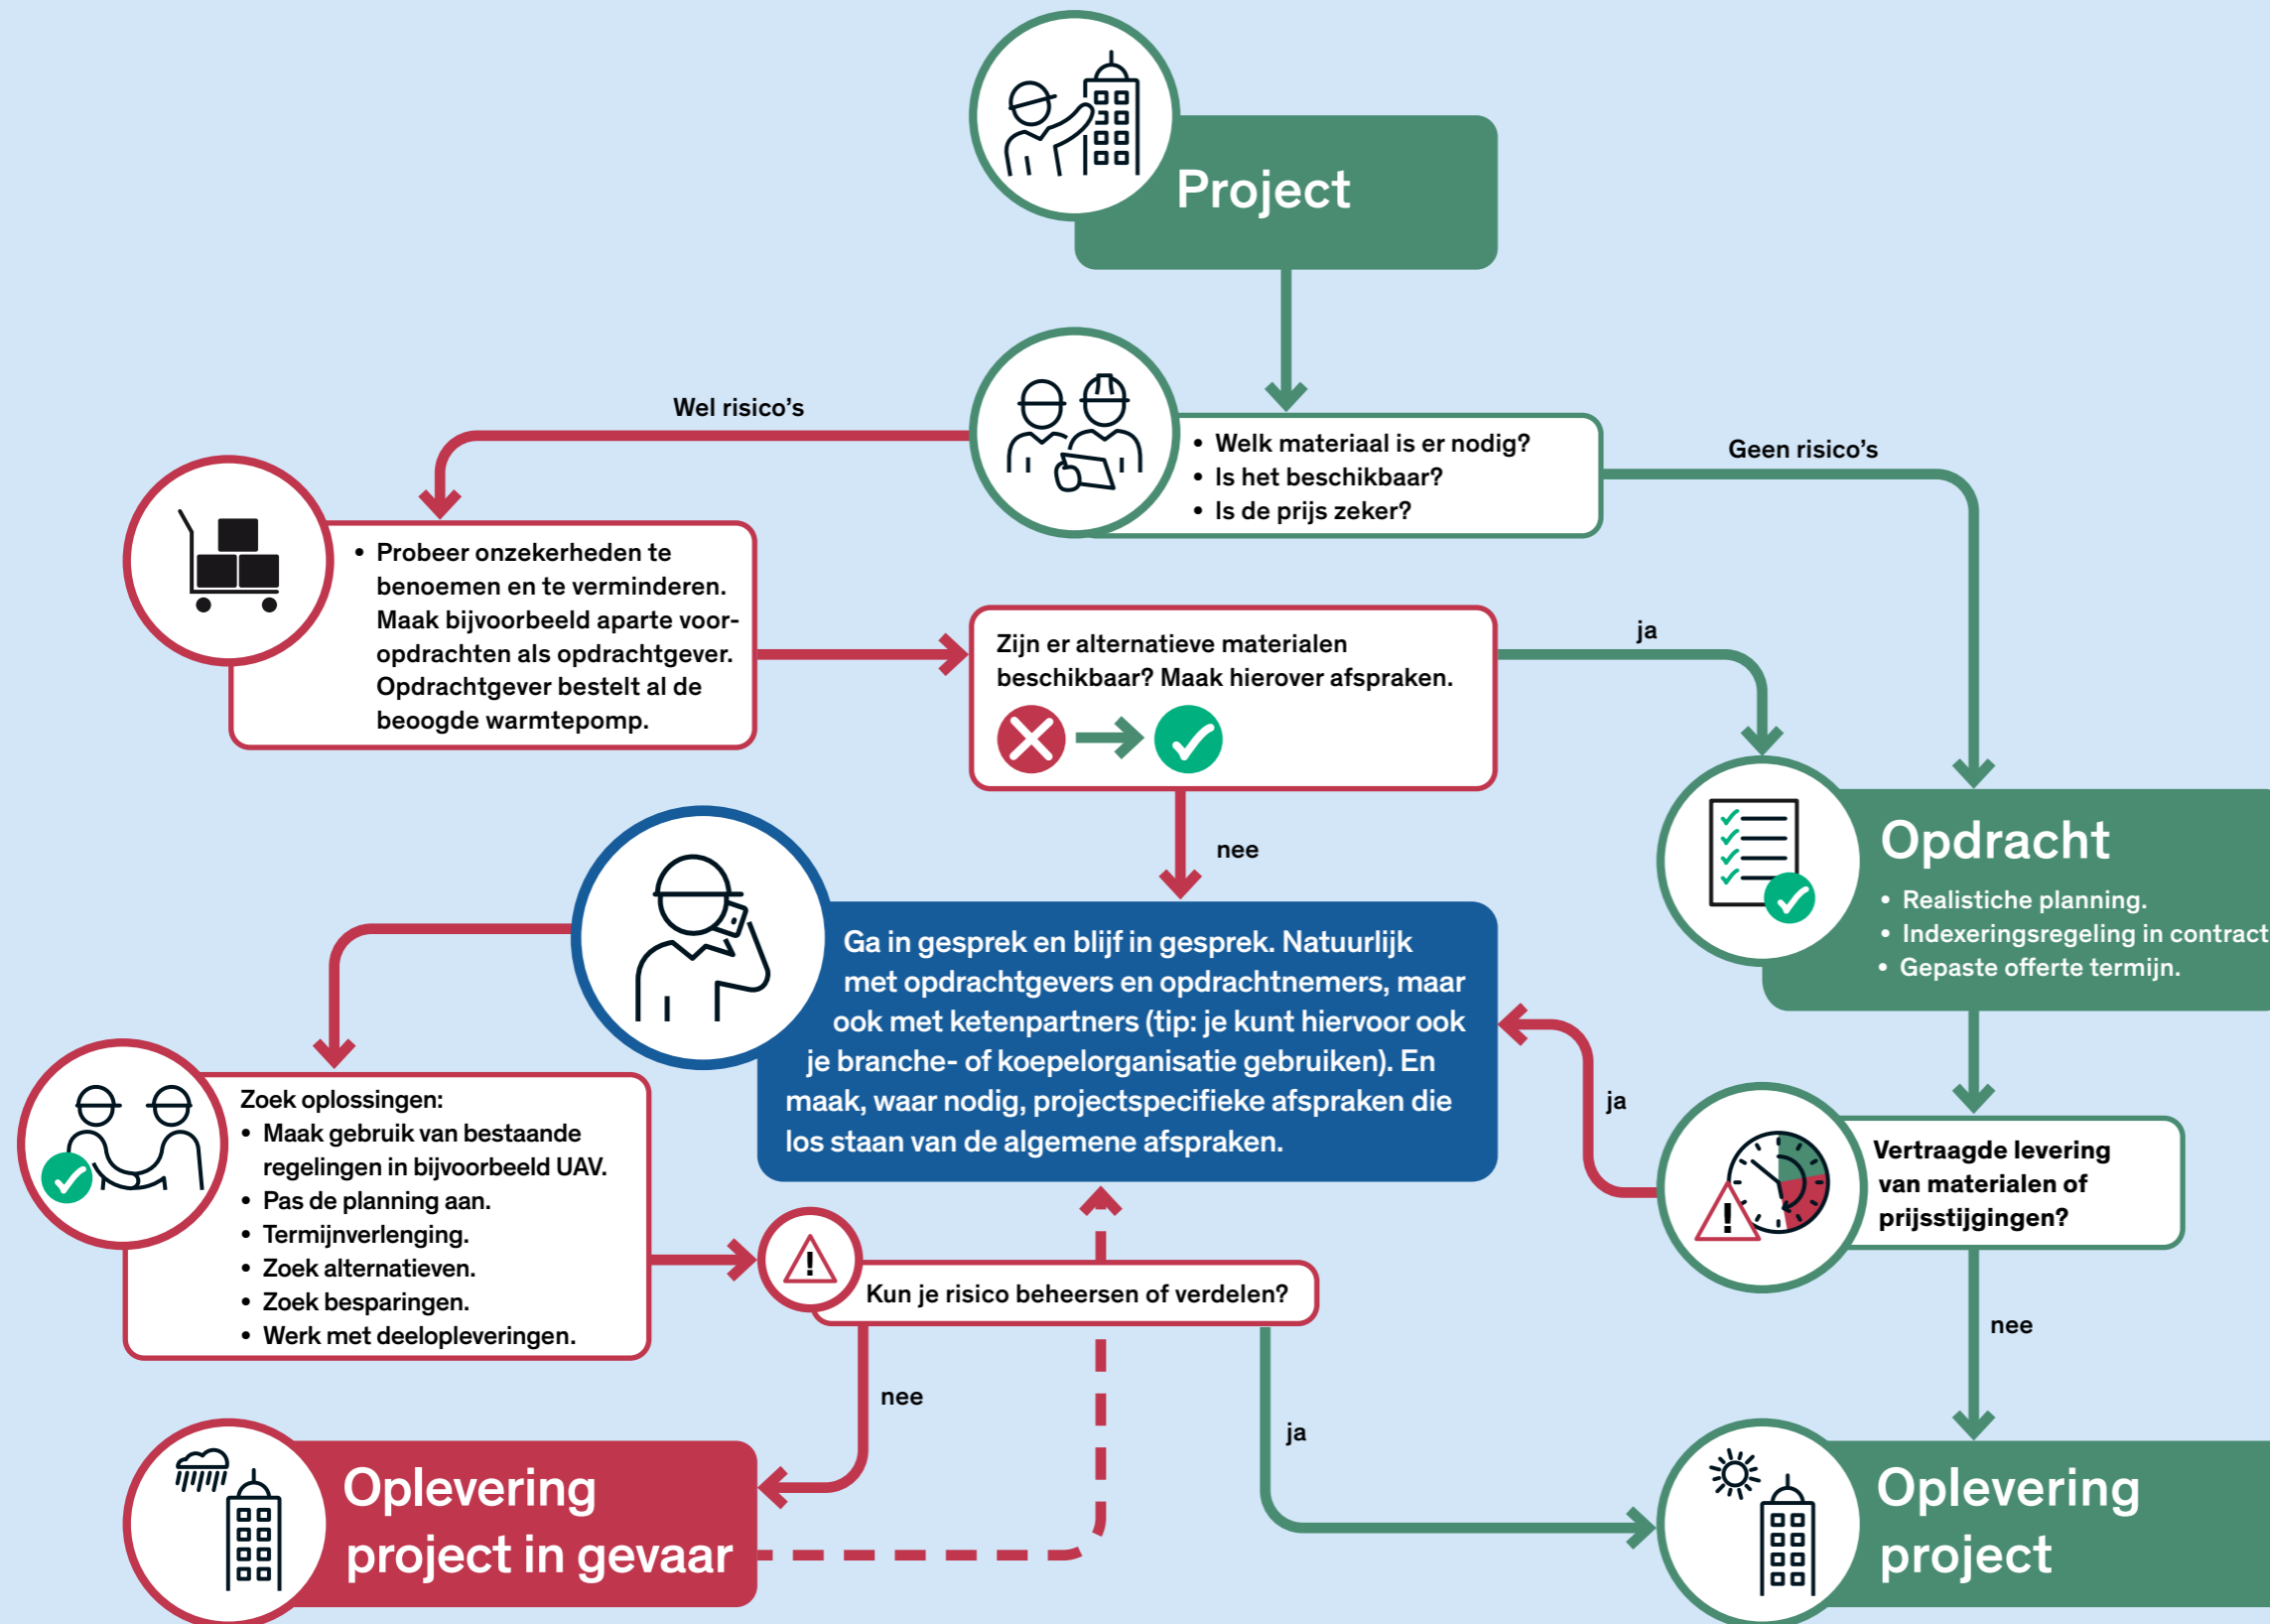 Project
Wel risico's
• Welk materiaal is er nodig?
• Is het beschikbaar?
• Is de prijs zeker?
Geen risico's
• Probeer onzekerheden te
benoemen en te verminderen.
Maak bijvoorbeeld aparte voor-
opdrachten als opdrachtgever.
Opdrachtgever bestelt al de
beoogde warmtepomp.
Zijn er alternatieve materialen
beschikbaar? Maak hierover afspraken.
ja
nee
Opdracht
• Realistiche planning.
• Indexeringsregeling in contract
• Gepaste offerte termijn.
Ga in gesprek en blijf in gesprek. Natuurlijk
met opdrachtgevers en opdrachtnemers, maar
ook met ketenpartners (tip: je kunt hiervoor ook
je branche- of koepelorganisatie gebruiken). En
maak, waar nodig, projectspecifieke afspraken die
los staan van de algemene afspraken.
ja
Vertraagde levering
van materialen of
prijsstijgingen?
nee
Zoek oplossingen:
• Maak gebruik van bestaande
regelingen in bijvoorbeeld UAV.
• Pas de planning aan.
• Termijnverlenging.
• Zoek alternatieven.
• Zoek besparingen.
• Werk met deelopleveringen.
!
!
Kun je risico beheersen of verdelen?
nee
ja
Oplevering
project in gevaar
Oplevering
project